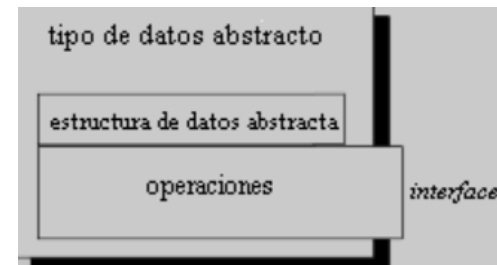 tipo de datos abstracto
estructura de datos abstracta
operaciones
interface